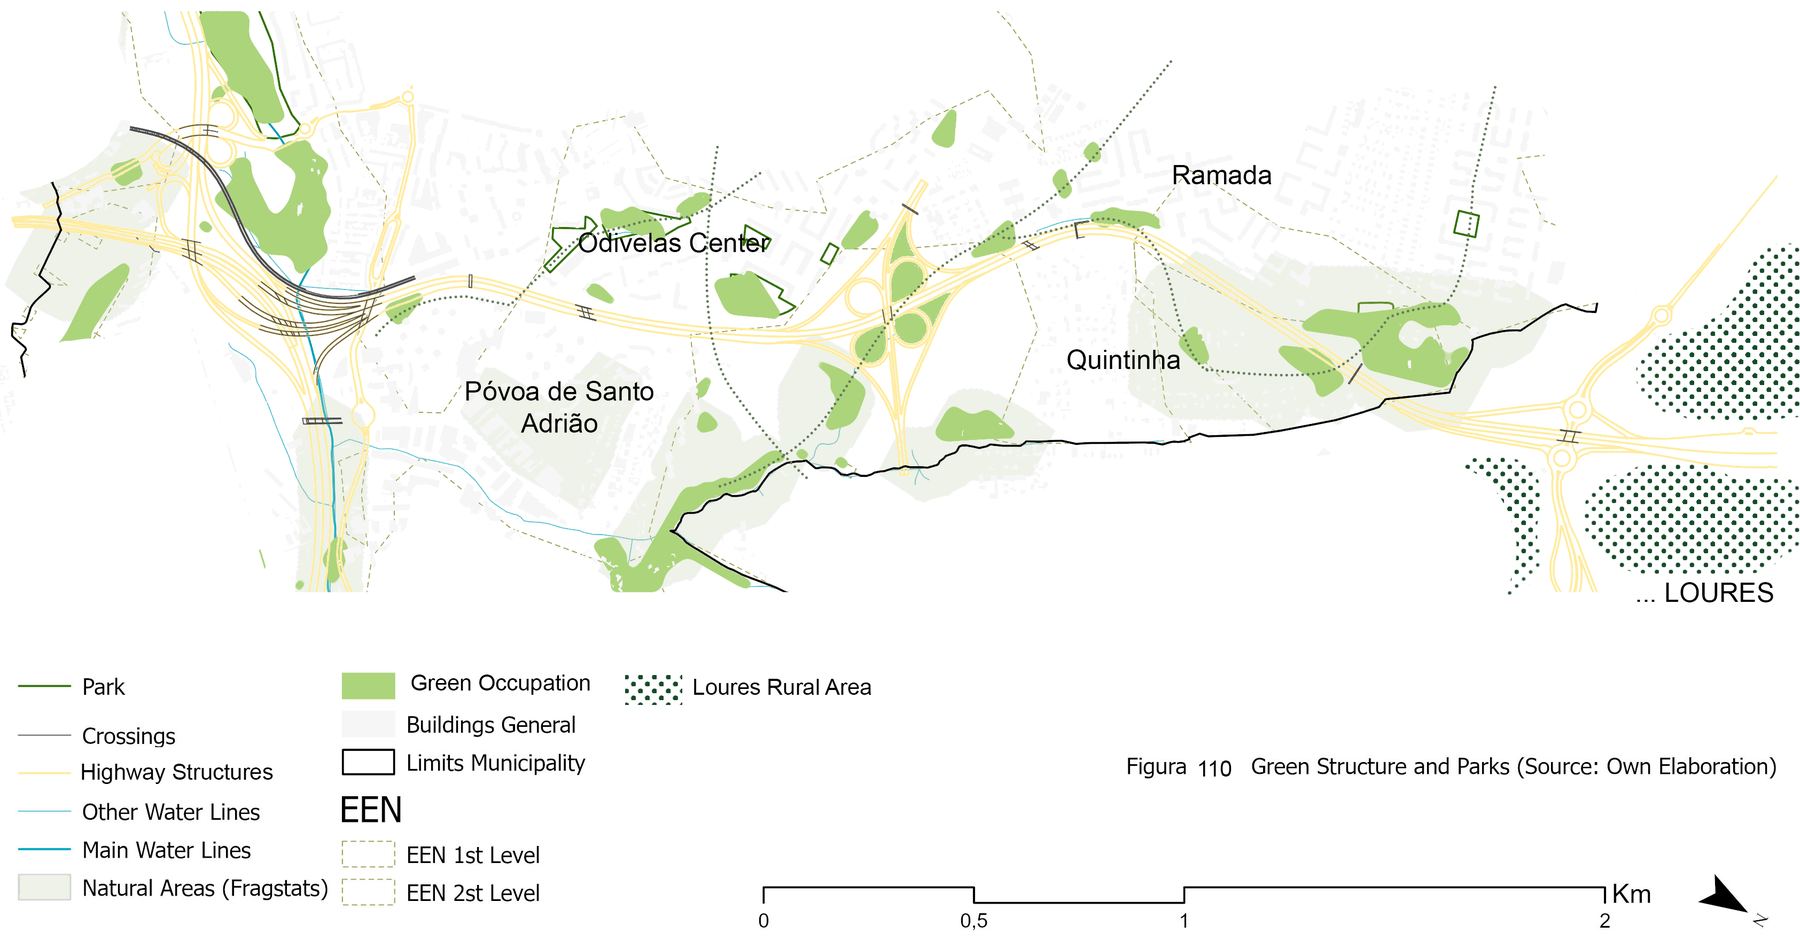 Ramada
Odivelas Center
Quintinha
Póvoa de Santo
Adrião
... LOURES
Park
Crossings
Highway Structures
Other Water Lines
Main Water Lines
Natural Areas (Fragstats)
Green Occupation
Buildings General
Limits Municipality
EEN
EEN 1st Level
EEN 2st Level
Loures Rural Area
Figura 110 Green Structure and Parks (Source: Own Elaboration)
Km
0 0,5 1 2
N